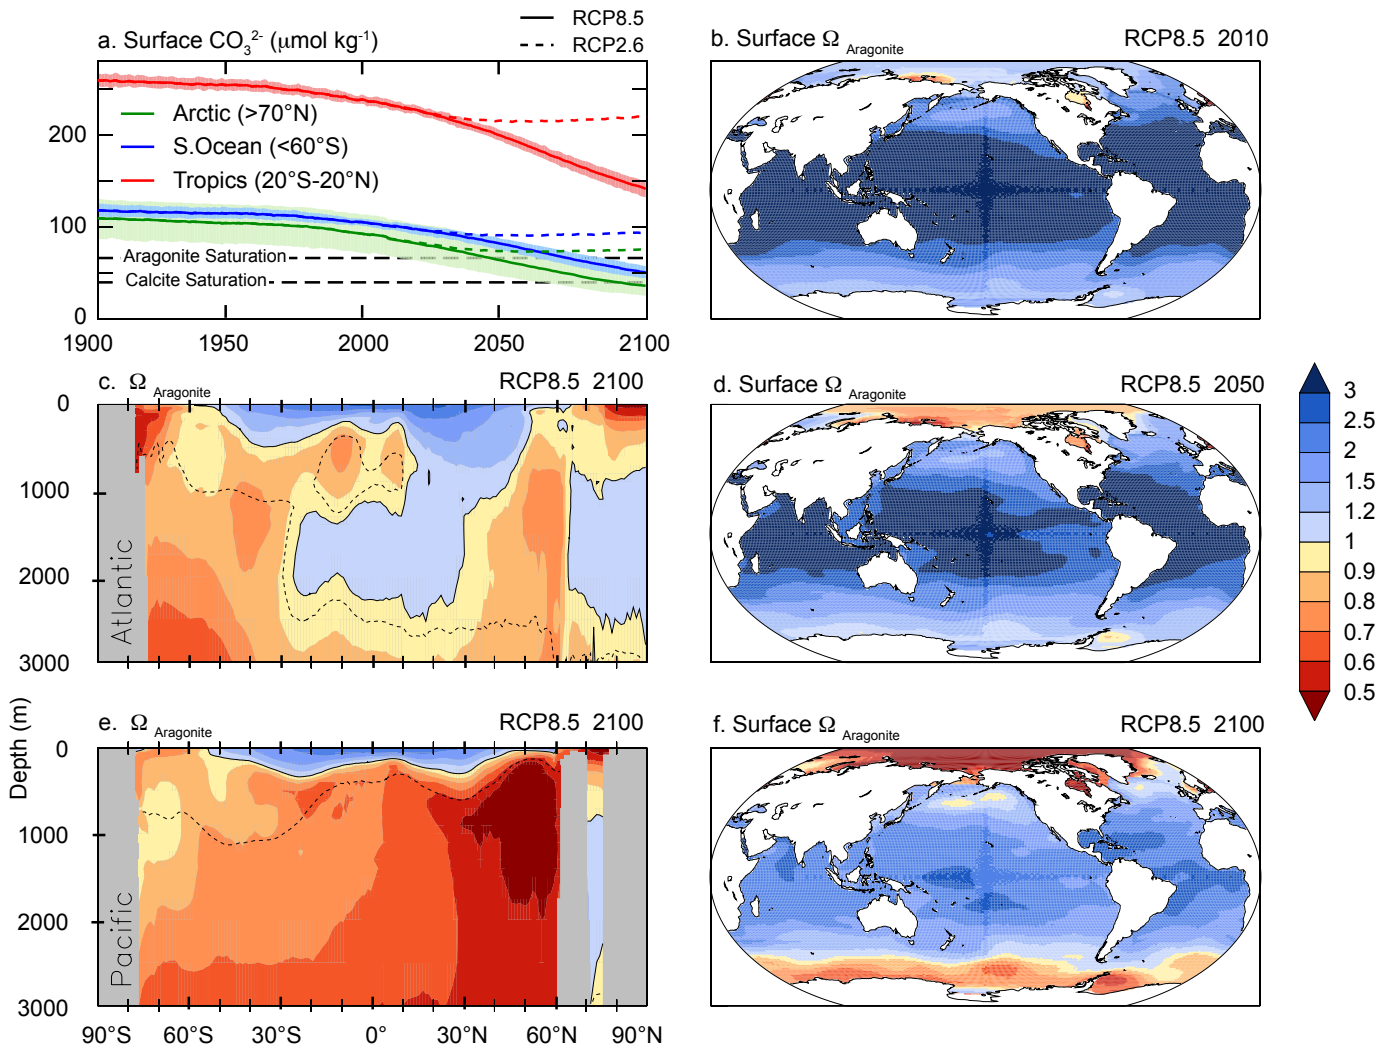 RCP8.5
RCP2.6
a. Surface CO₃²⁻ (μmol kg⁻¹)
200
100
0
Arctic (>70°N)
S.Ocean (<60°S)
Tropics (20°S-20°N)
Aragonite Saturation
Calcite Saturation
1900 1950 2000 2050 2100
b. Surface Ω Aragonite RCP8.5 2010
c. Ω Aragonite RCP8.5 2100
0
1000
2000
3000
Atlantic
d. Surface Ω Aragonite RCP8.5 2050
3
2.5
2
1.5
1.2
1
0.9
0.8
0.7
0.6
0.5
e. Ω Aragonite RCP8.5 2100
Depth (m)
0
1000
2000
3000
Pacific
90°S 60°S 30°S 0° 30°N 60°N 90°N
f. Surface Ω Aragonite RCP8.5 2100